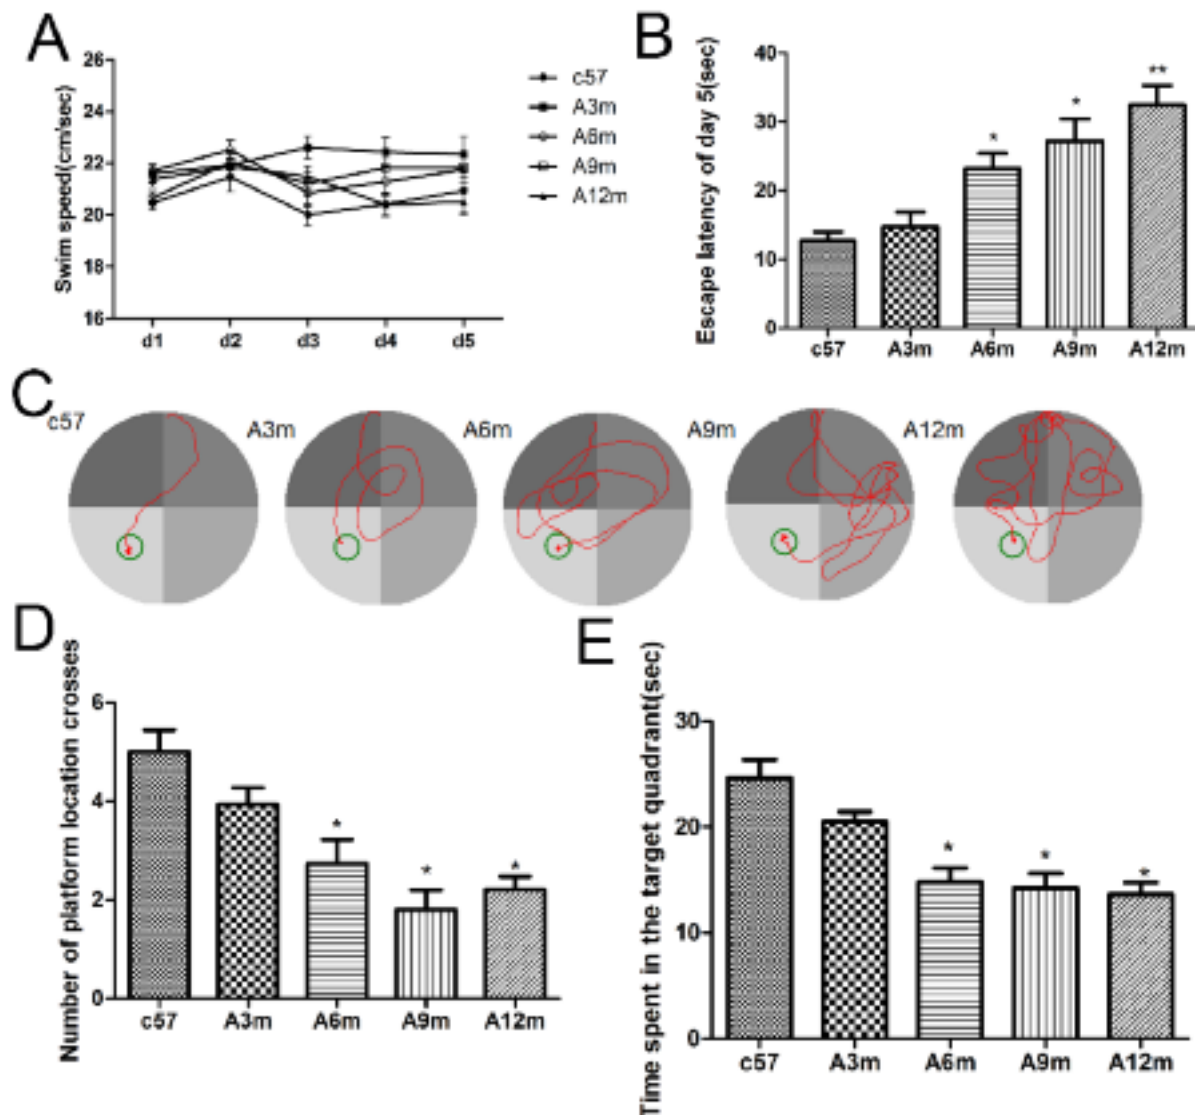 A
Swim speed(cm/sec)
26
24
22
20
18
16
d1 d2 d3 d4 d5
c57
A3m
A6m
A9m
A12m
B
Escape latency of day 5(sec)
40
30
20
10
0
* * **
c57 A3m A6m A9m A12m
C
c57 A3m A6m A9m A12m
D
Number of platform location crosses
6
4
2
0
* * *
c57 A3m A6m A9m A12m
E
Time spent in the target quadrant(sec)
30
20
10
0
* * *
c57 A3m A6m A9m A12m